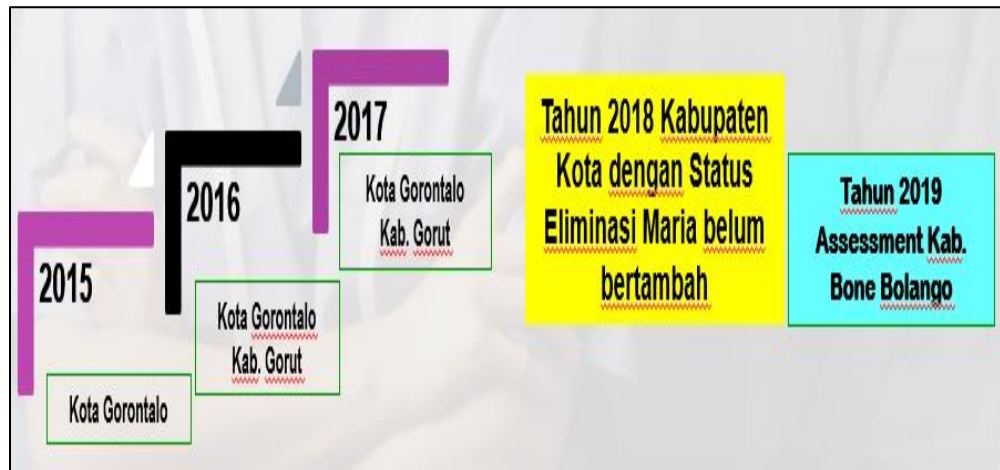 2015
Kota Gorontalo
2016
Kota Gorontalo
Kab. Gorut
2017
Kota Gorontalo
Kab. Gorut
Tahun 2018 Kabupaten
Kota dengan Status
Eliminasi Maria belum
bertambah
Tahun 2019
Assessment Kab.
Bone Bolango